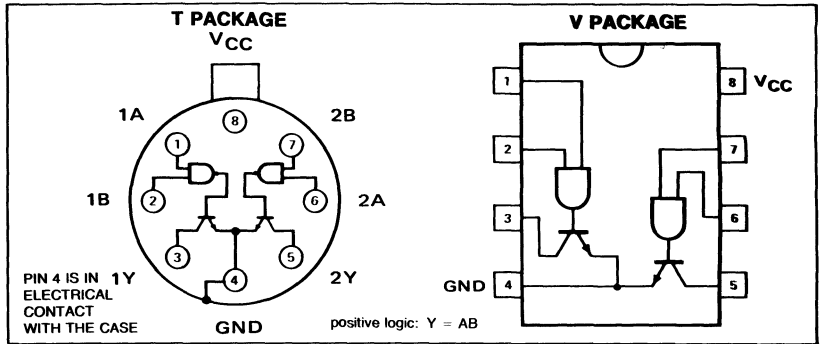 T PACKAGE
VCC
1A
2B
8
1
7
1B
2
6
2A
3
4
5
1Y
2Y
PIN 4 IS IN
ELECTRICAL
CONTACT
WITH THE CASE
GND
positive logic: Y = AB
V PACKAGE
1
8
VCC
2
7
3
6
GND
4
5